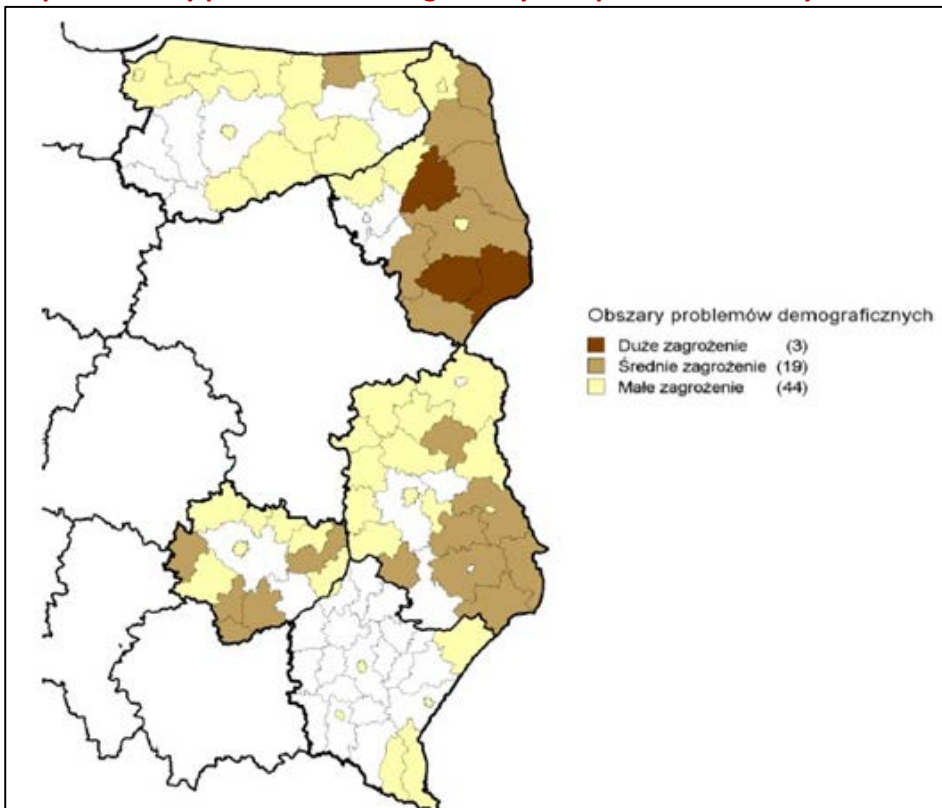 Obszary problemów demograficznych
Duże zagrożenie (3)
Średnie zagrożenie (19)
Małe zagrożenie (44)